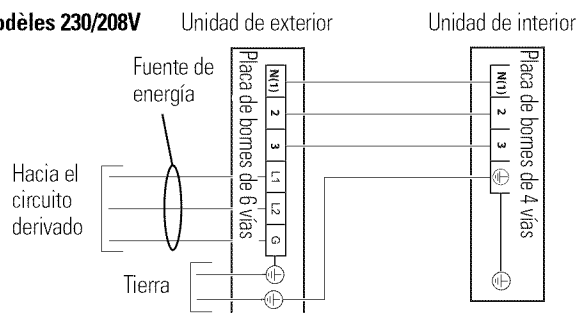 odèles 230/208V
Unidad de exterior
Unidad de interior
Fuente de
energía
Placa de bornes de 6 vías
N(1)
2
3
L1
L2
G
Placa de bornes de 4 vías
N(1)
2
3
Hacia el
circuito
derivado
Tierra